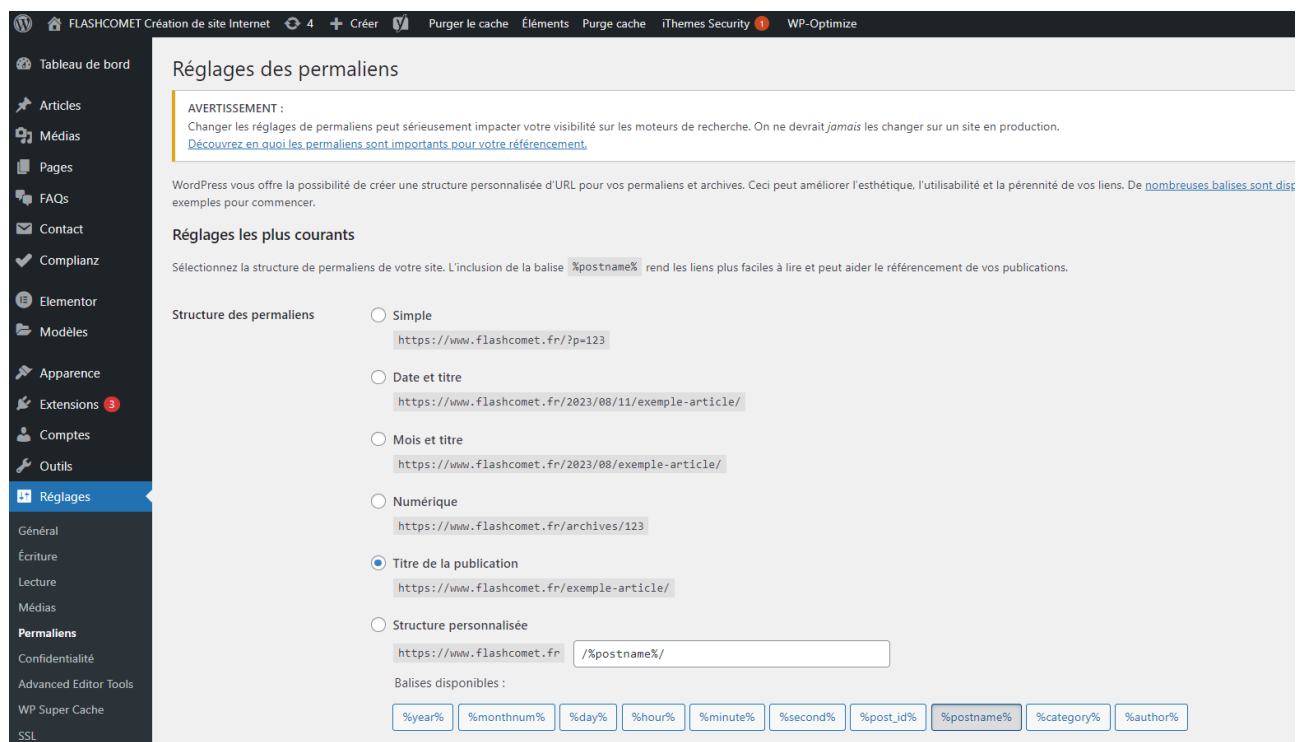 FLASHCOMET Création de site Internet 4 Créer Purger le cache Éléments Purge cache iThemes Security 1 WP-Optimize
Tableau de bord
Articles
Médias
Pages
FAQs
Contact
Complianz
Elementor
Modèles
Apparence
Extensions 3
Comptes
Outils
Réglages
Général
Écriture
Lecture
Médias
Permaliens
Confidentialité
Advanced Editor Tools
WP Super Cache
SSL
Réglages des permaliens
AVERTISSEMENT :
Changer les réglages de permaliens peut sérieusement impacter votre visibilité sur les moteurs de recherche. On ne devrait jamais les changer sur un site en production.
Découvrez en quoi les permaliens sont importants pour votre référencement.
WordPress vous offre la possibilité de créer une structure personnalisée d'URL pour vos permaliens et archives. Ceci peut améliorer l'esthétique, l'utilisabilité et la pérennité de vos liens. De nombreuses balises sont
exemples pour commencer.
Réglages les plus courants
Sélectionnez la structure de permaliens de votre site. L'inclusion de la balise %postname% rend les liens plus faciles à lire et peut aider le référencement de vos publications.
Structure des permaliens
Simple
https://www.flashcomet.fr/?p=123
Date et titre
https://www.flashcomet.fr/2023/08/11/exemple-article/
Mois et titre
https://www.flashcomet.fr/2023/08/exemple-article/
Numérique
https://www.flashcomet.fr/archives/123
Titre de la publication
https://www.flashcomet.fr/exemple-article/
Structure personnalisée
https://www.flashcomet.fr /%postname%/
Balises disponibles :
%year% %monthnum% %day% %hour% %minute% %second% %post_id% %postname% %category% %author%